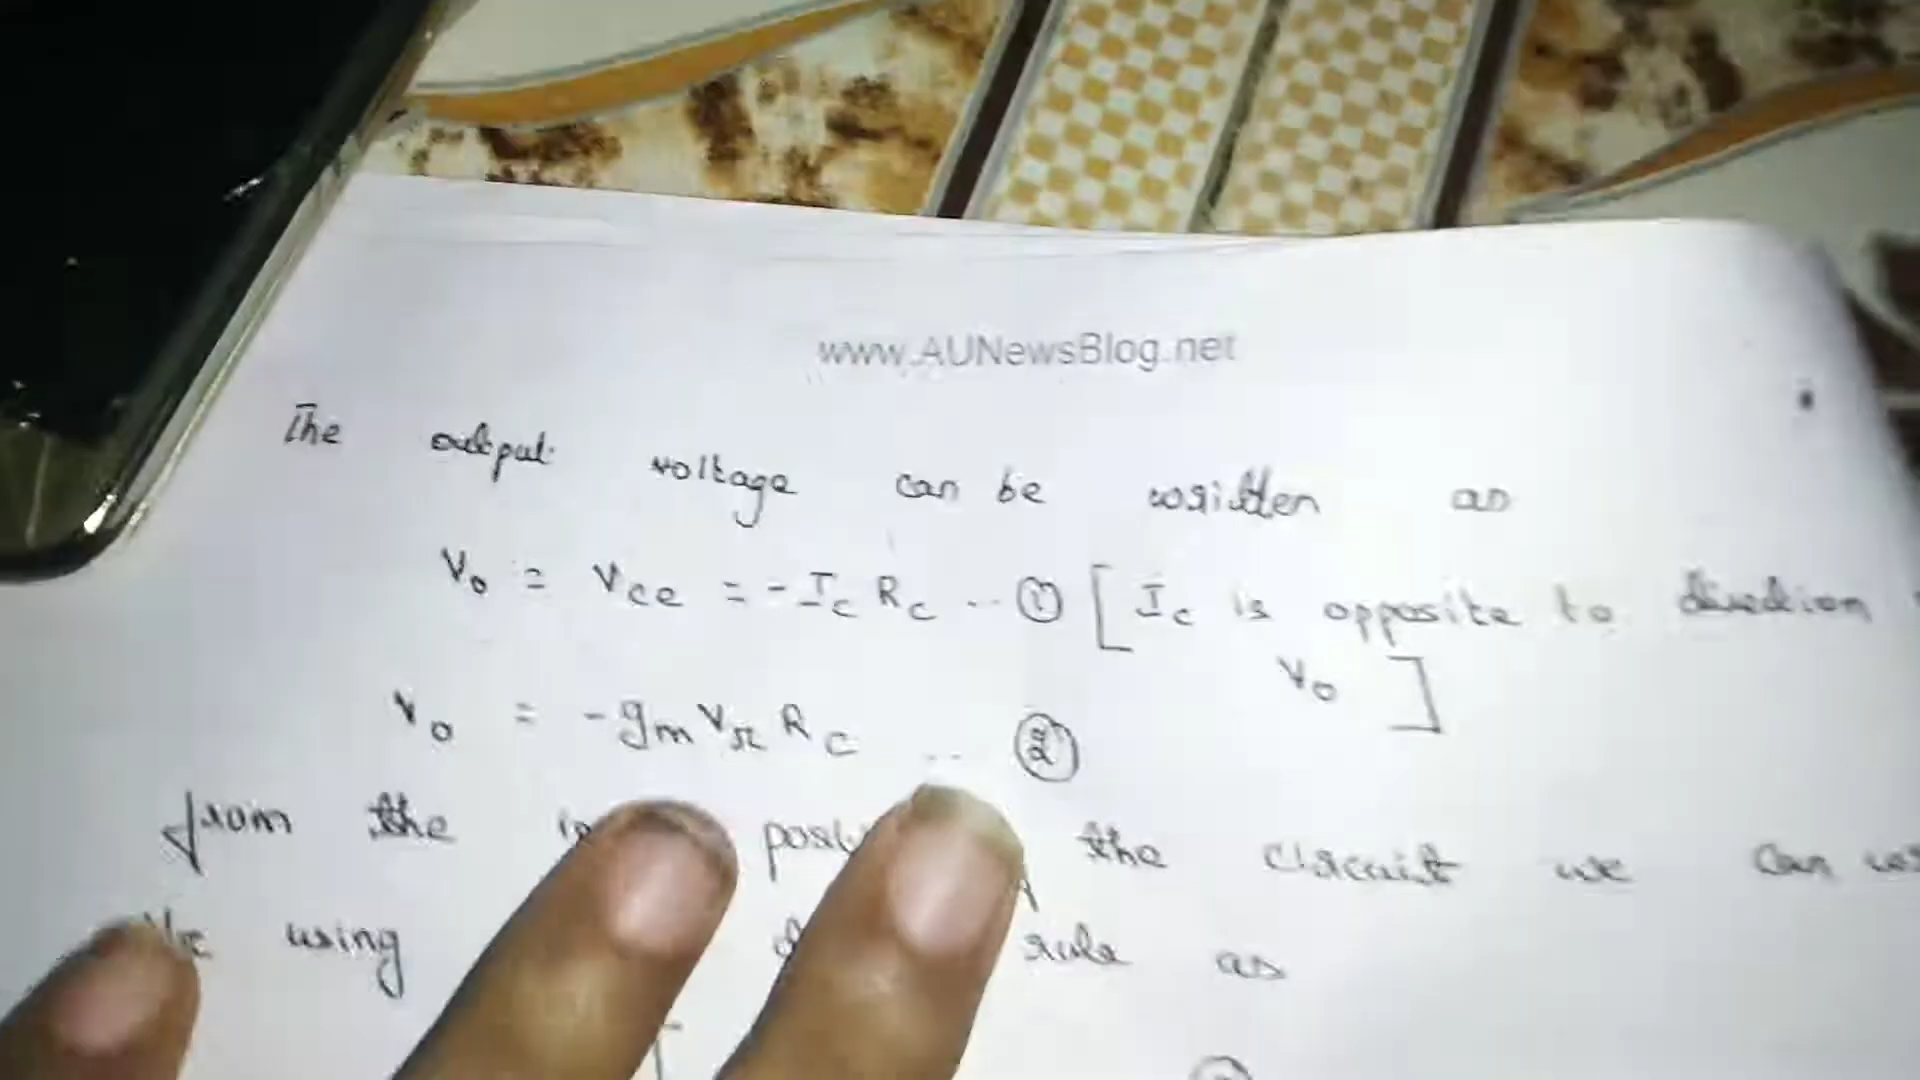 www.AUNewsBlog.net
The output voltage can be written as
V₀ = Vce = -Ic Rc ... ① [Ic is opposite to direction
V₀]
V₀ = -gm Vπ Rc ... ②
from the the circuit we can
Vπ using rule as